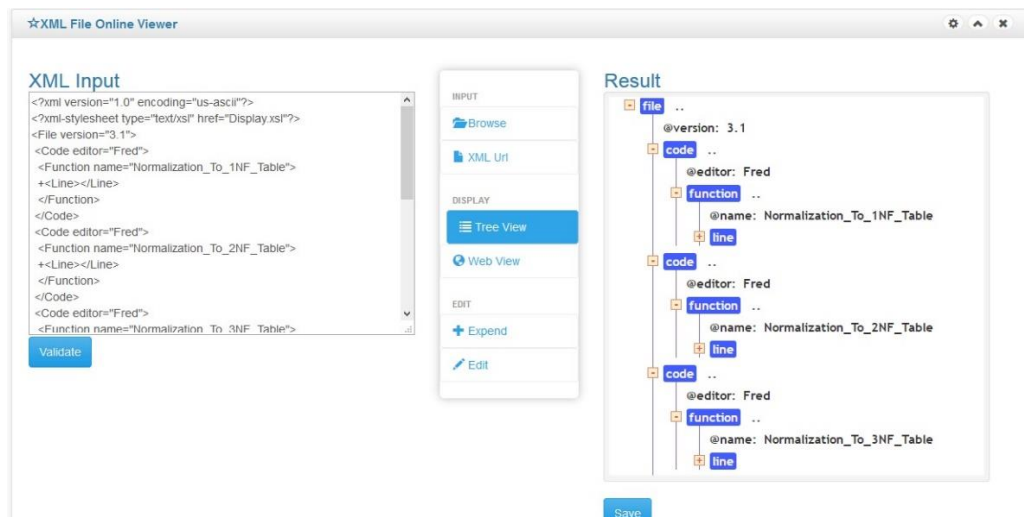 ☆XML File Online Viewer
XML Input
<?xml version="1.0" encoding="us-ascii"?>
<?xml-stylesheet type="text/xsl" href="Display.xsl"?>
<File version="3.1">
<Code editor="Fred">
<Function name="Normalization_To_1NF_Table">
+<Line></Line>
</Function>
</Code>
<Code editor="Fred">
<Function name="Normalization_To_2NF_Table">
+<Line></Line>
</Function>
</Code>
<Code editor="Fred">
<Function name="Normalization_To_3NF_Table">
Validate
INPUT
Browse
XML Url
DISPLAY
Tree View
Web View
EDIT
Expend
Edit
Result
file ..
@version: 3.1
code ..
@editor: Fred
function ..
@name: Normalization_To_1NF_Table
line
code ..
@editor: Fred
function ..
@name: Normalization_To_2NF_Table
line
code ..
@editor: Fred
function ..
@name: Normalization_To_3NF_Table
line
Save